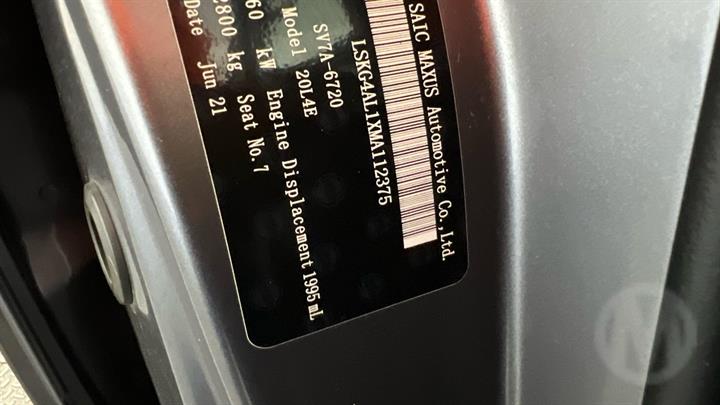 SAIC MAXUS Automotive Co., Ltd.
LSKG4AL1XMA112375
SV7A-6720
Model 20L4E
60 kW Engine Displacement 1995 mL
2800 kg Seat No. 7
Date Jun 21
M